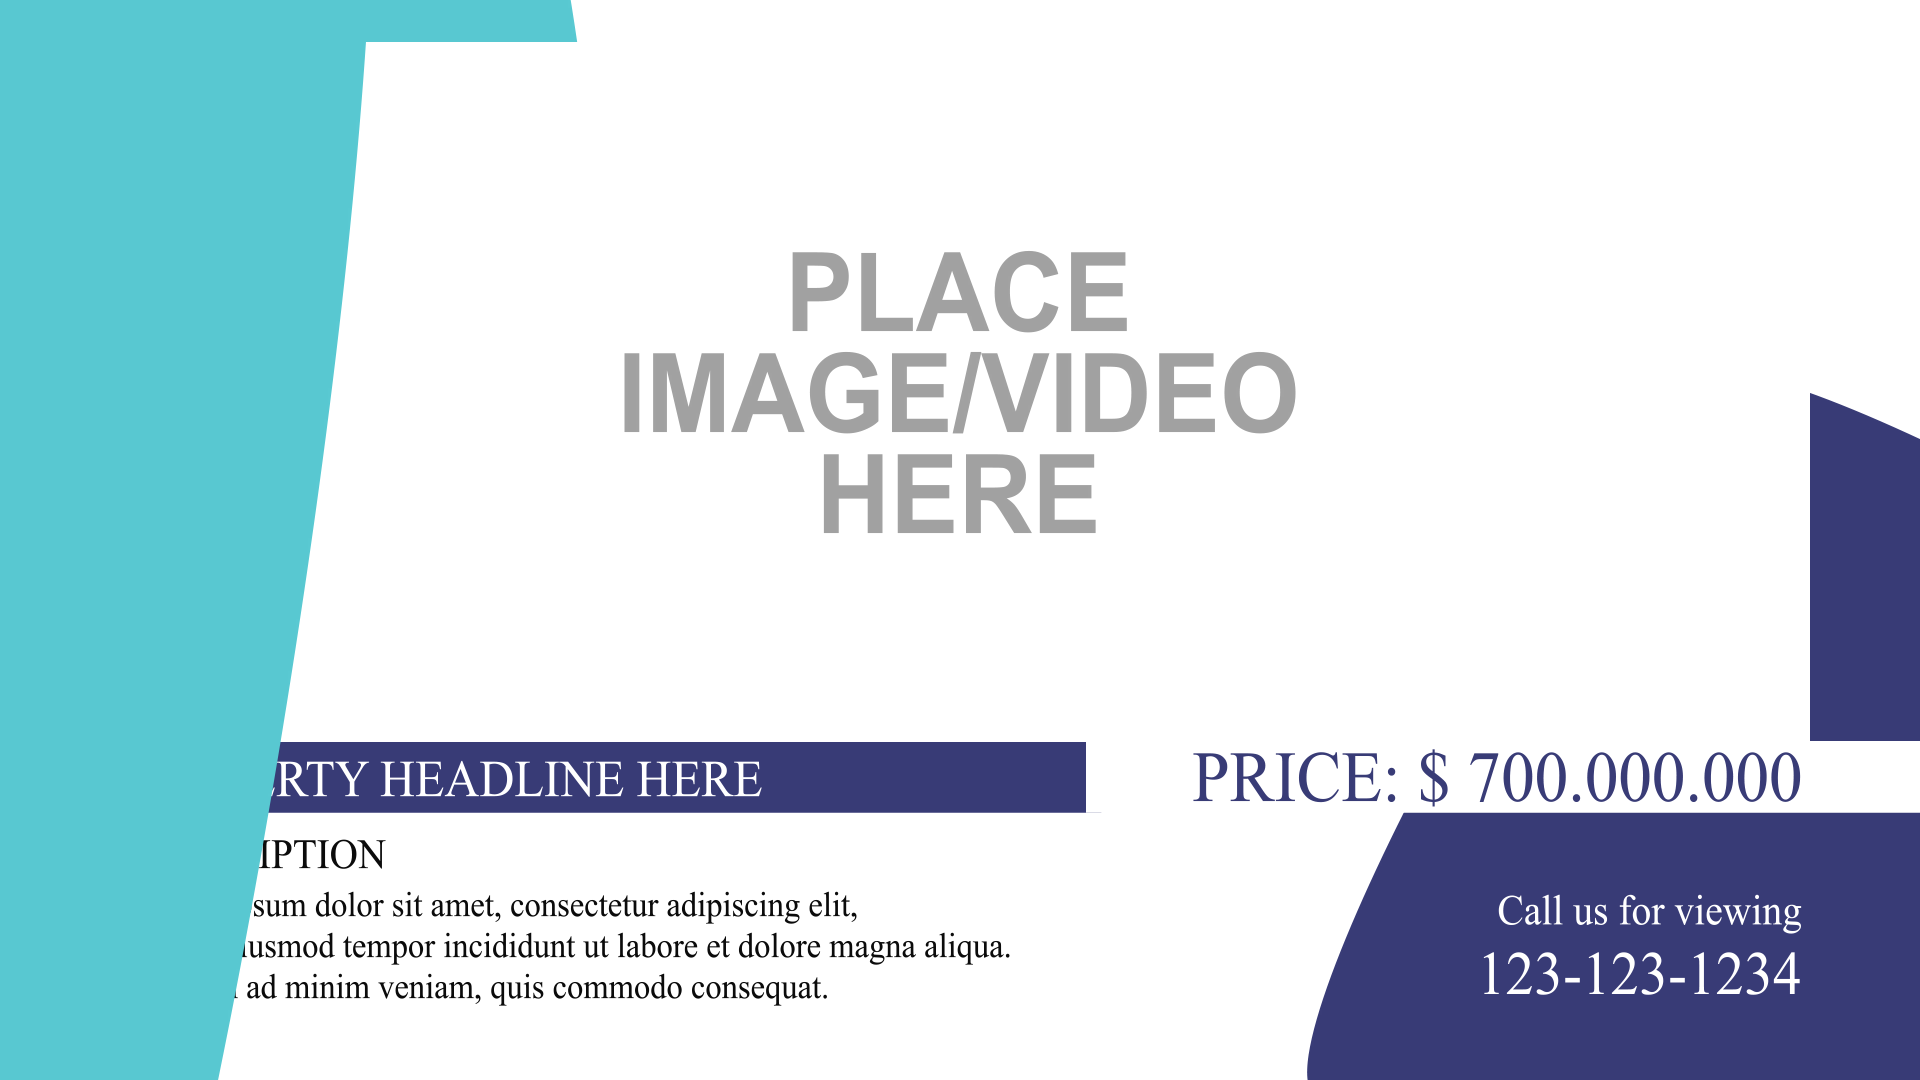 PLACE
IMAGE/VIDEO
HERE
RTY HEADLINE HERE
PRICE: $ 700.000.000
IPTION
sum dolor sit amet, consectetur adipiscing elit,
iusmod tempor incididunt ut labore et dolore magna aliqua.
ad minim veniam, quis commodo consequat.
Call us for viewing
123-123-1234